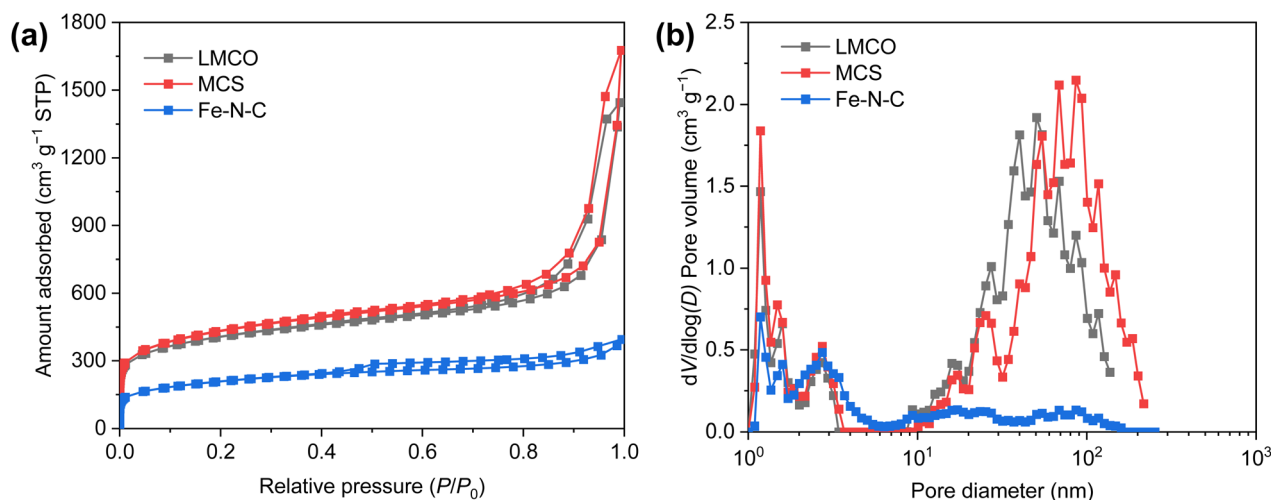 (a)
Amount adsorbed (cm³ g⁻¹ STP)
1800
1500
1200
900
600
300
0
LMCO
MCS
Fe-N-C
0.0 0.2 0.4 0.6 0.8 1.0
Relative pressure (P/P₀)
(b)
dV/dlog(D) Pore volume (cm³ g⁻¹)
2.5
2.0
1.5
1.0
0.5
0.0
LMCO
MCS
Fe-N-C
10⁰ 10¹ 10² 10³
Pore diameter (nm)